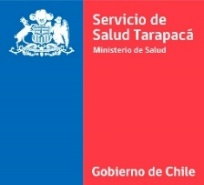 Servicio de
Salud Tarapacá
Ministerio de Salud
Gobierno de Chile